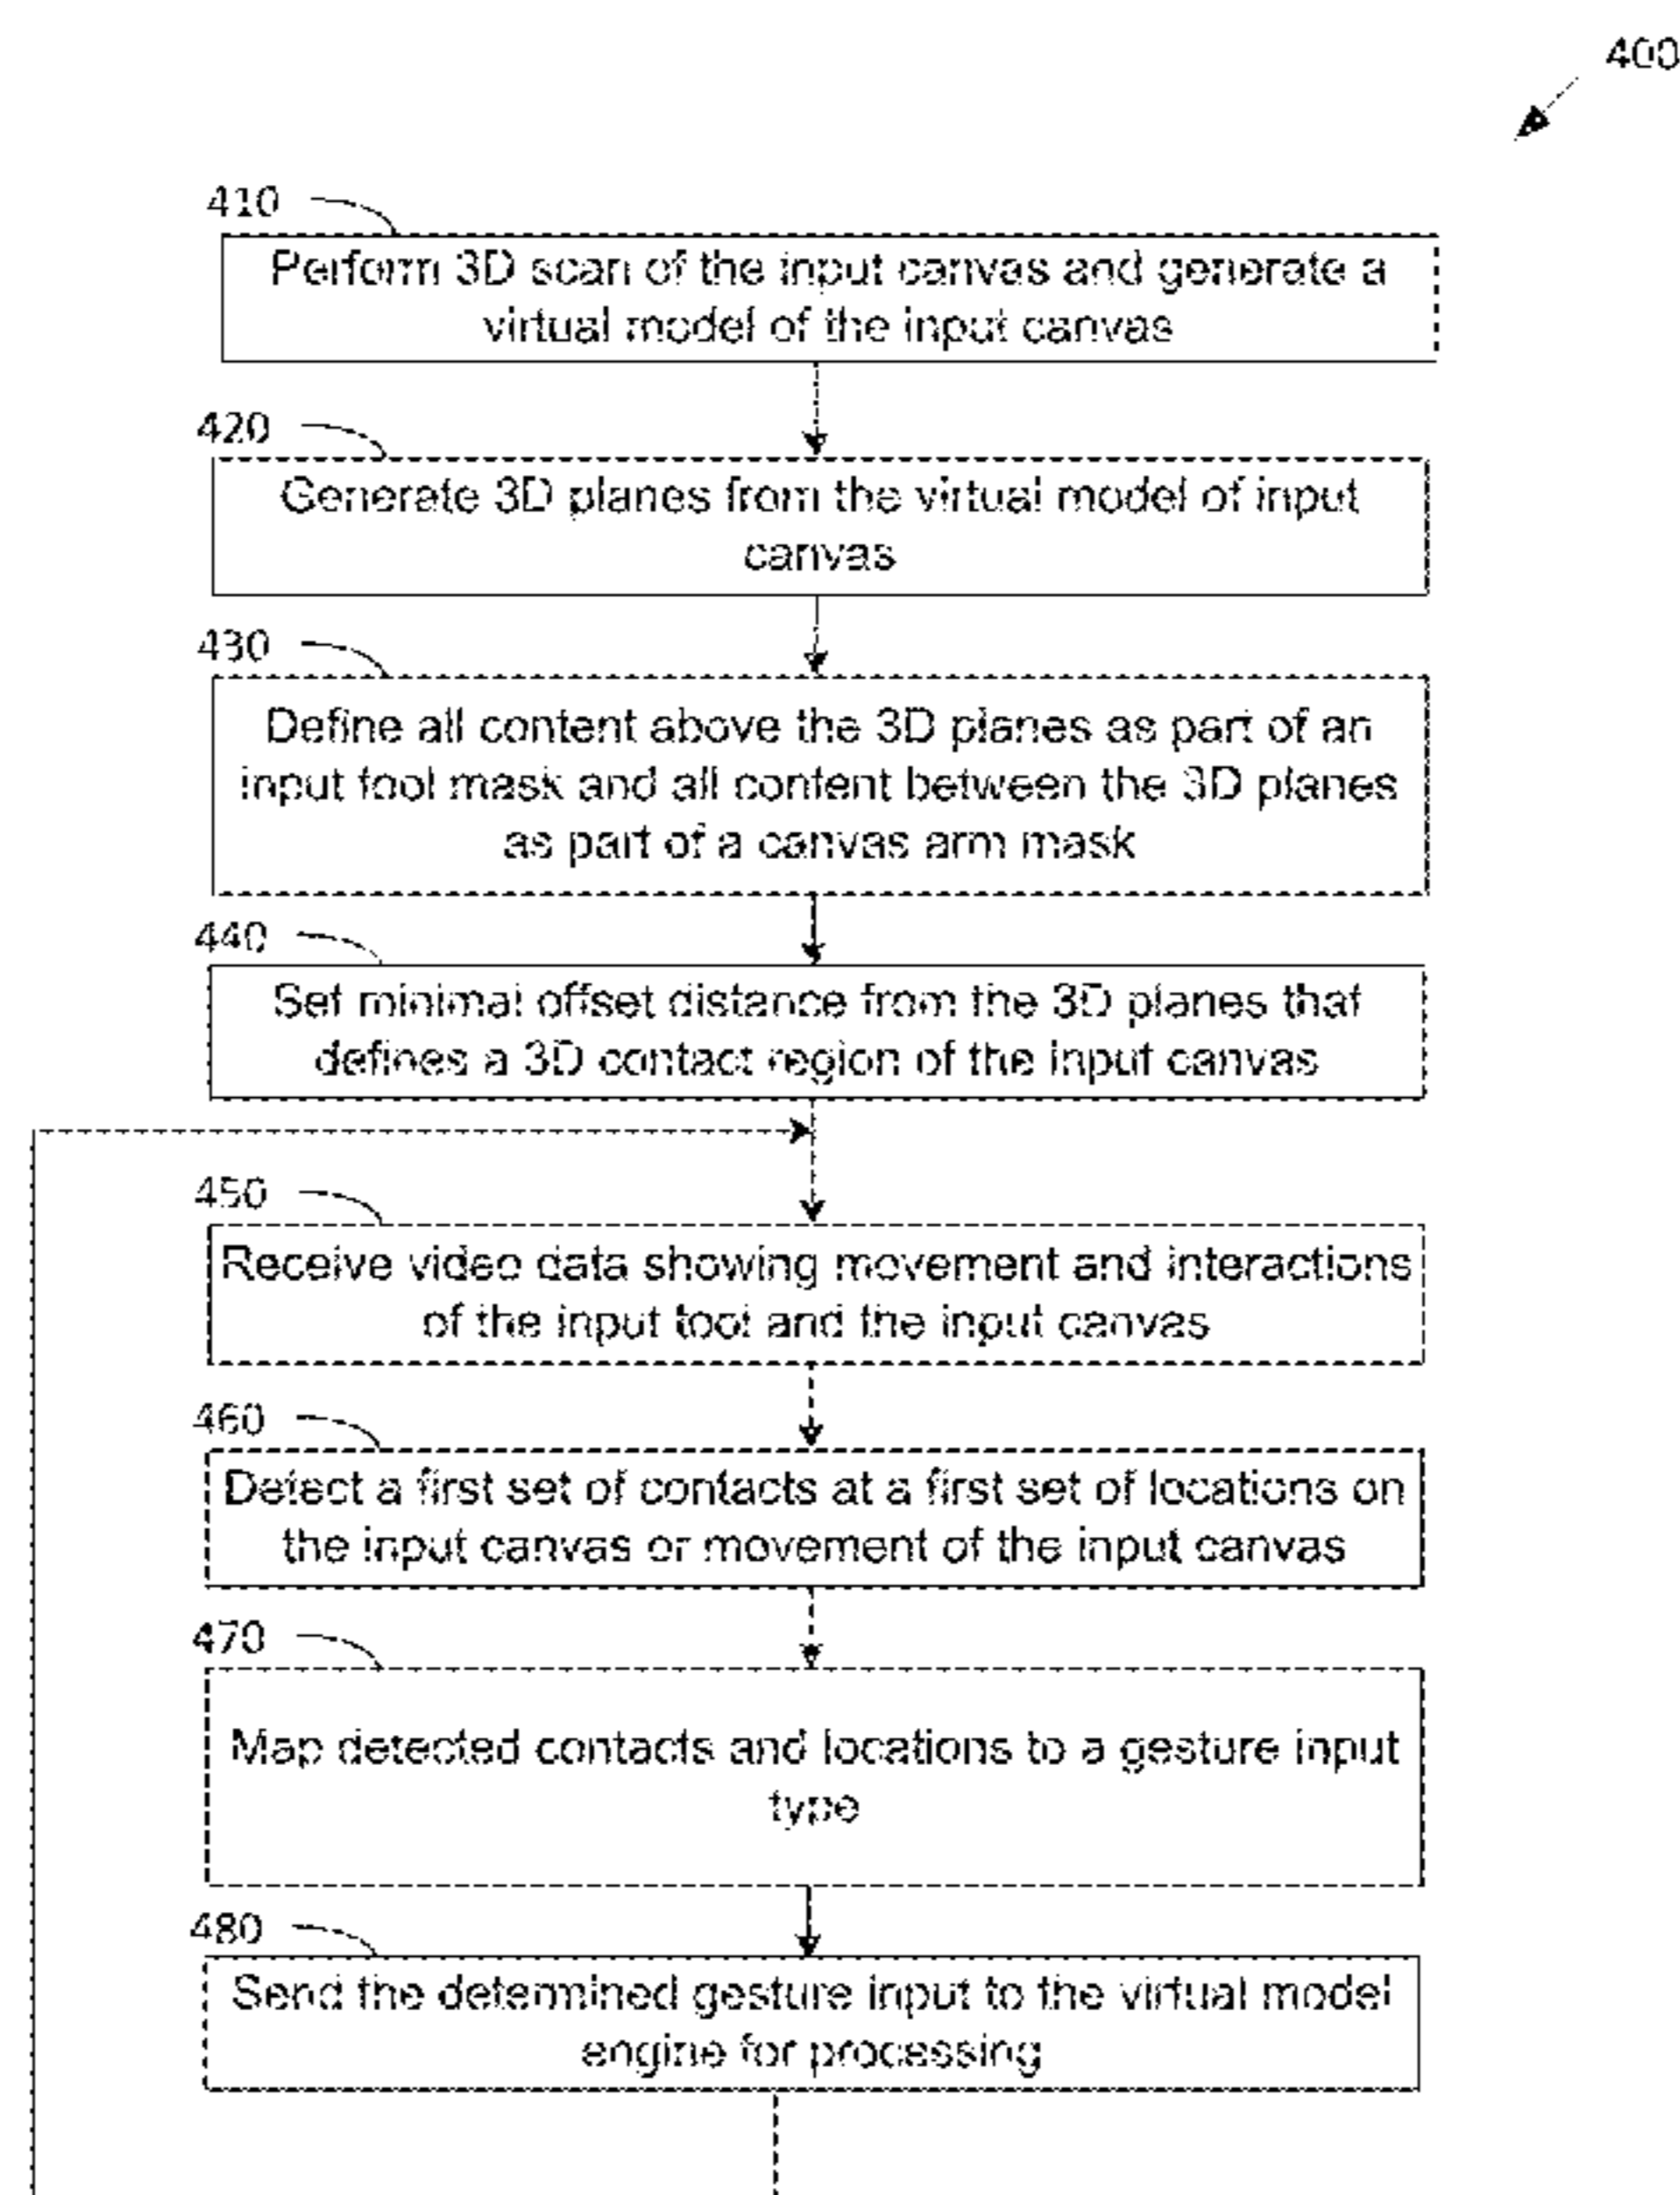 400
410
Perform 3D scan of the input canvas and generate a
virtual model of the input canvas
420
Generate 3D planes from the virtual model of input
canvas
430
Define all content above the 3D planes as part of an
input tool mask and all content between the 3D planes
as part of a canvas arm mask
440
Set minimal offset distance from the 3D planes that
defines a 3D contact region of the input canvas
450
Receive video data showing movement and interactions
of the input tool and the input canvas
460
Detect a first set of contacts at a first set of locations on
the input canvas or movement of the input canvas
470
Map detected contacts and locations to a gesture input
type
480
Send the determined gesture input to the virtual model
engine for processing